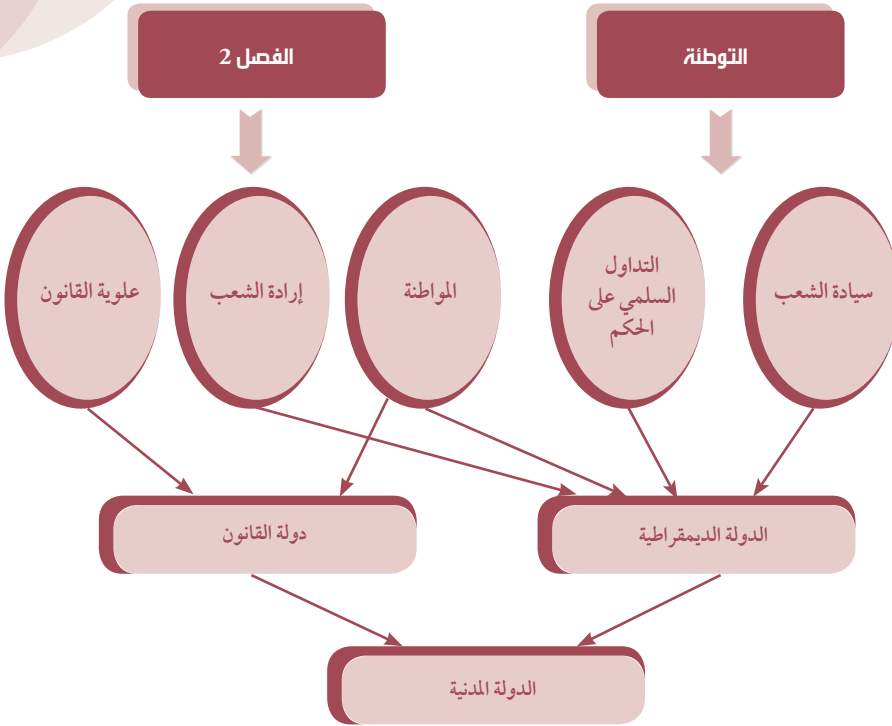 التوطئة
الفصل 2
سيادة الشعب
التداول
السلمي على
الحكم
المواطنة
إرادة الشعب
علوية القانون
الدولة الديمقراطية
دولة القانون
الدولة المدنية